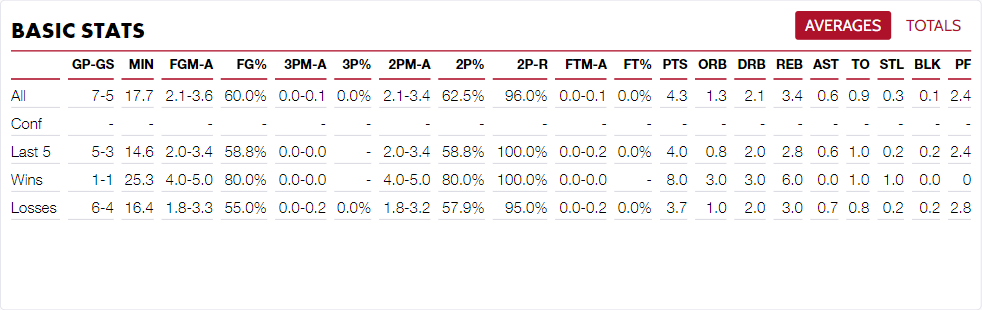 BASIC STATS
AVERAGES TOTALS
GP-GS MIN FGM-A FG% 3PM-A 3P% 2PM-A 2P% 2P-R FTM-A FT% PTS ORB DRB REB AST TO STL BLK PF
All 7-5 17.7 2.1-3.6 60.0% 0.0-0.1 0.0% 2.1-3.4 62.5% 96.0% 0.0-0.1 0.0% 4.3 1.3 2.1 3.4 0.6 0.9 0.3 0.1 2.4
Conf - - - - - - - - - - - - - - - - - - - -
Last 5 5-3 14.6 2.0-3.4 58.8% 0.0-0.0 - 2.0-3.4 58.8% 100.0% 0.0-0.2 0.0% 4.0 0.8 2.0 2.8 0.6 1.0 0.2 0.2 2.4
Wins 1-1 25.3 4.0-5.0 80.0% 0.0-0.0 - 4.0-5.0 80.0% 100.0% 0.0-0.0 - 8.0 3.0 3.0 6.0 0.0 1.0 1.0 0.0 0
Losses 6-4 16.4 1.8-3.3 55.0% 0.0-0.2 0.0% 1.8-3.2 57.9% 95.0% 0.0-0.2 0.0% 3.7 1.0 2.0 3.0 0.7 0.8 0.2 0.2 2.8